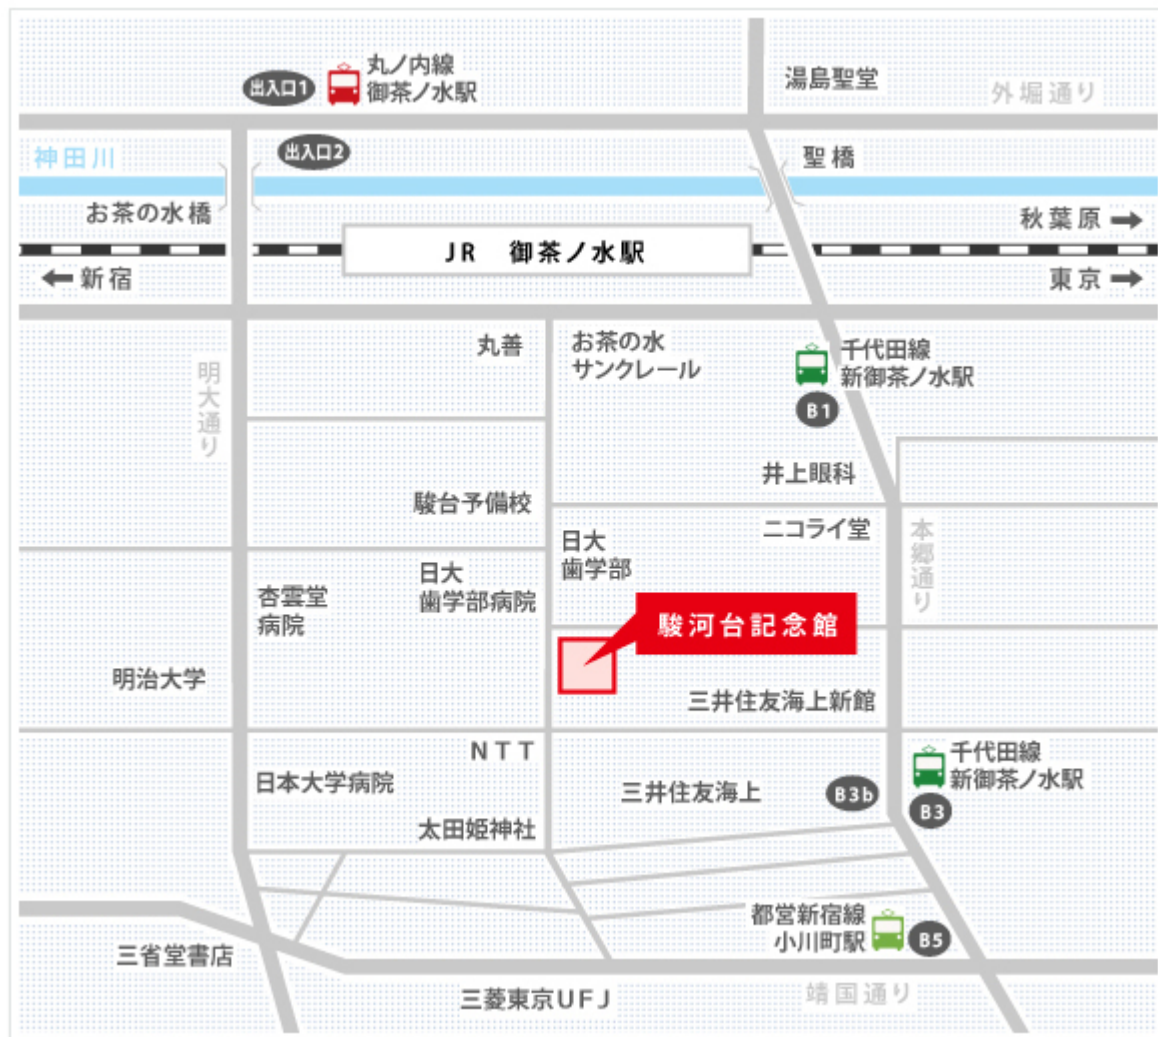 丸ノ内線
御茶ノ水駅
出入口1
湯島聖堂
外堀通り
出入口2
神田川
聖橋
お茶の水橋
秋葉原
JR 御茶ノ水駅
新宿
東京
丸善
お茶の水
サンクレール
千代田線
新御茶ノ水駅
B1
明大通り
井上眼科
駿台予備校
ニコライ堂
本郷通り
日大
歯学部
日大
歯学部病院
杏雲堂
病院
駿河台記念館
明治大学
三井住友海上新館
NTT
千代田線
新御茶ノ水駅
日本大学病院
三井住友海上
B3b
B3
太田姫神社
都営新宿線
小川町駅
B5
三省堂書店
三菱東京UFJ
靖国通り